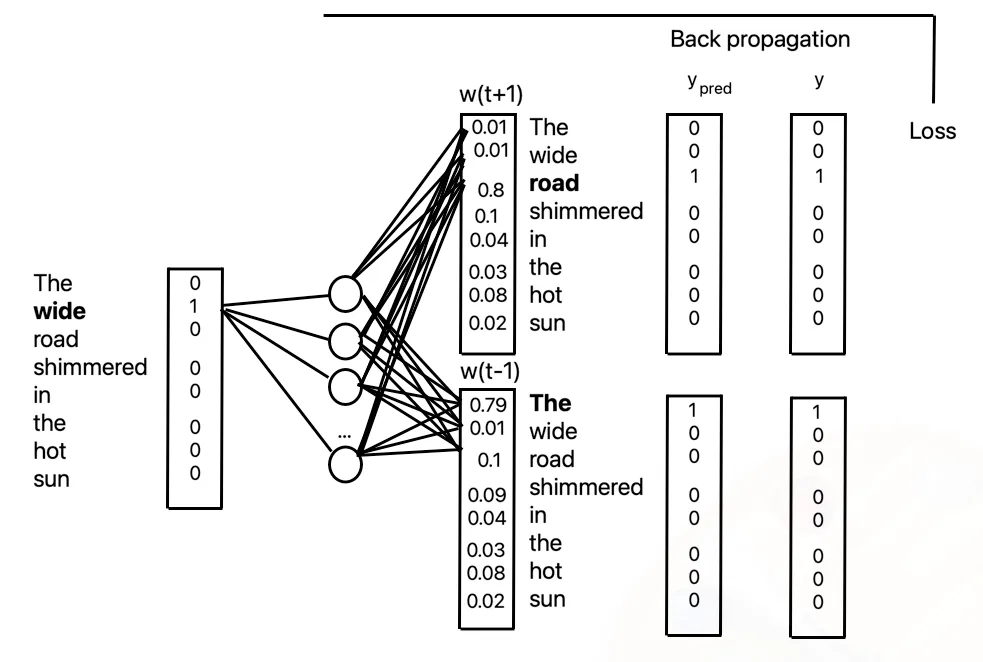 Back propagation
y pred
y
Loss
w(t+1)
0.01 The 0 0
0.01 wide 0 0
0.8 road 1 1
0.1 shimmered 0 0
0.04 in 0 0
0.03 the 0 0
0.08 hot 0 0
0.02 sun 0 0
The 0
wide 1
road 0
shimmered 0
in 0
the 0
hot 0
sun 0
...
w(t-1)
0.79 The 1 1
0.01 wide 0 0
0.1 road 0 0
0.09 shimmered 0 0
0.04 in 0 0
0.03 the 0 0
0.08 hot 0 0
0.02 sun 0 0